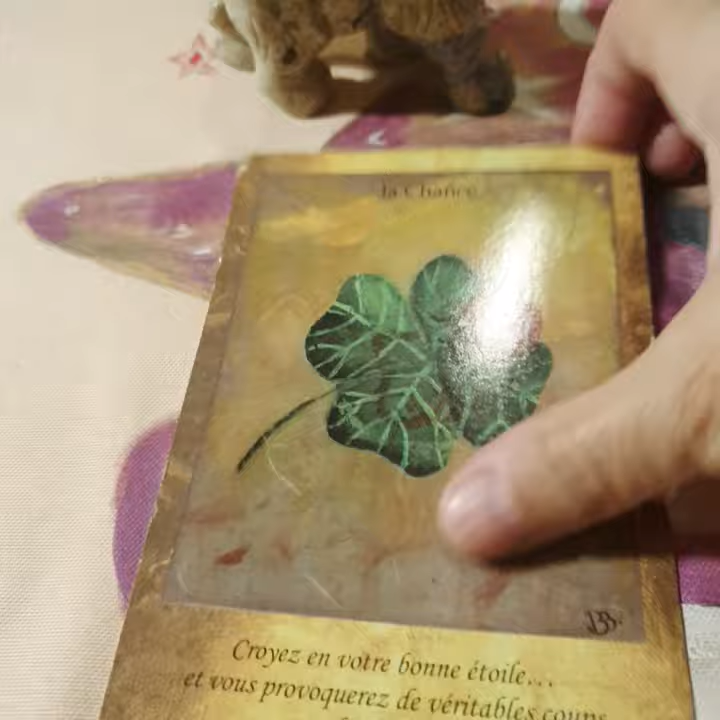 la Chance
Croyez en votre bonne étoile...
et vous provoquerez de véritables coups